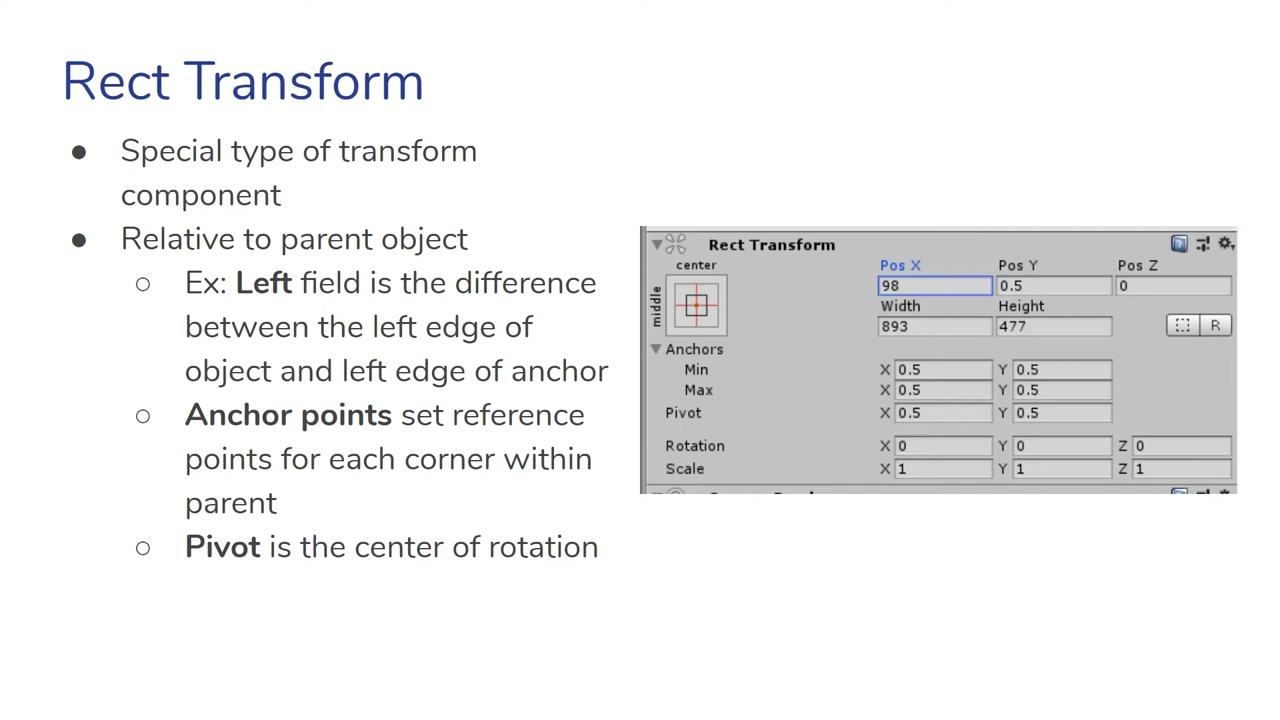 Rect Transform
● Special type of transform
component
● Relative to parent object
○ Ex: Left field is the difference
between the left edge of
object and left edge of anchor
○ Anchor points set reference
points for each corner within
parent
○ Pivot is the center of rotation
Rect Transform
center
middle
Pos X Pos Y Pos Z
98 0.5 0
Width Height
893 477
R
Anchors
Min X 0.5 Y 0.5
Max X 0.5 Y 0.5
Pivot X 0.5 Y 0.5
Rotation X 0 Y 0 Z 0
Scale X 1 Y 1 Z 1